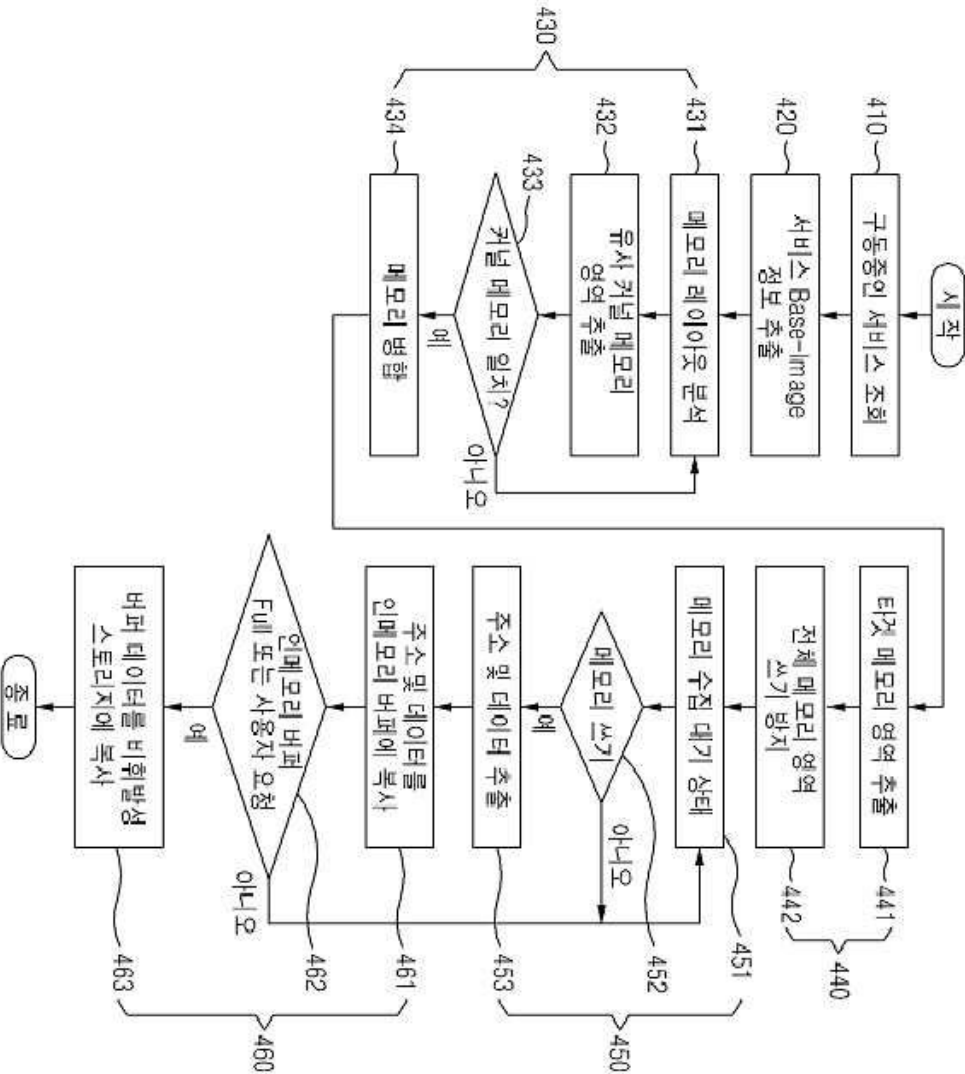 시작
구동중인 서비스 조회
410
서비스 Base-Image
정보 추출
420
메모리 레이아웃 분석
431
유사 커널 메모리
영역 추출
432
커널 메모리 일치?
433
아니오
예
메모리 병합
434
430
타겟 메모리 영역 추출
441
전체메모리 영역
쓰기 방지
442
440
메모리 수집 대기 상태
451
메모리 쓰기
452
아니오
예
주소 및 데이터 추출
453
450
주소 및 데이터를
인메모리 버퍼에 복사
461
인메모리 버퍼
Full 또는 사용자 요청
462
아니오
예
버퍼 데이터를 비휘발성
스토리지에 복사
463
460
종료